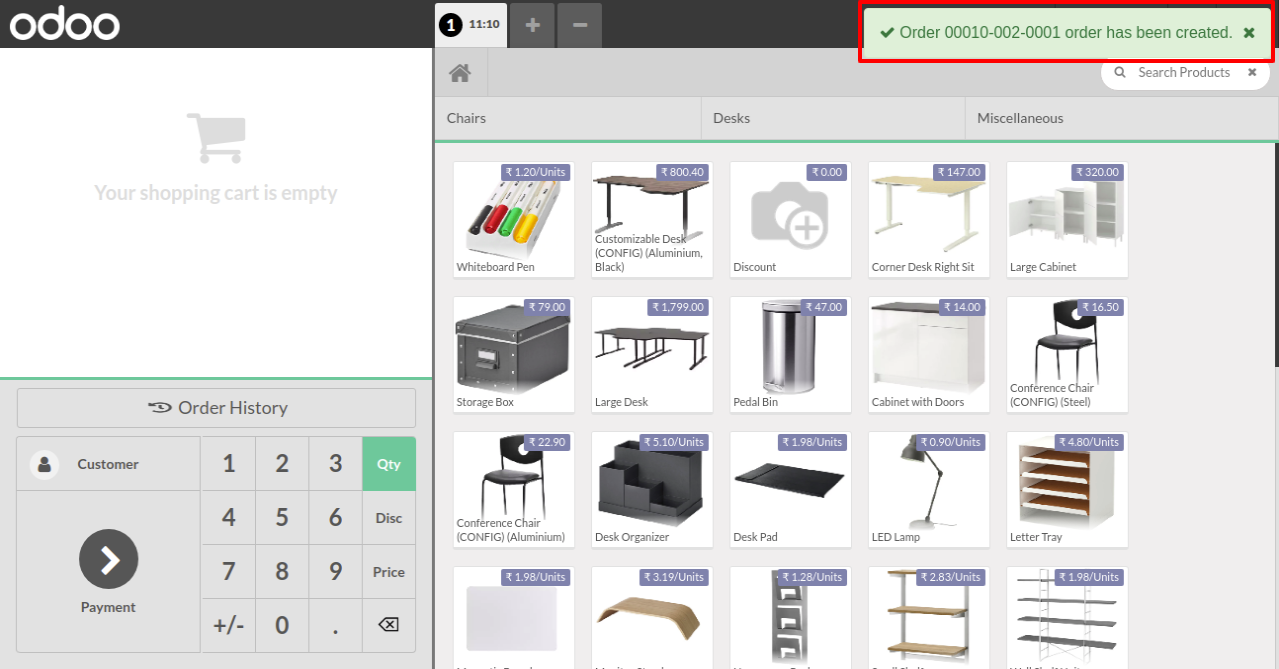 odoo
1 11:10 + −
✔ Order 00010-002-0001 order has been created. ✖
Search Products ✖
Chairs Desks Miscellaneous
Your shopping cart is empty
₹ 1.20/Units
Whiteboard Pen
₹ 800.40
Customizable Desk
(CONFIG) (Aluminium,
Black)
₹ 0.00
Discount
₹ 147.00
Corner Desk Right Sit
₹ 320.00
Large Cabinet
₹ 79.00
Storage Box
₹ 1,799.00
Large Desk
₹ 47.00
Pedal Bin
₹ 14.00
Cabinet with Doors
₹ 16.50
Conference Chair
(CONFIG) (Steel)
₹ 22.90
Conference Chair
(CONFIG) (Aluminium)
₹ 5.10/Units
Desk Organizer
₹ 1.98/Units
Desk Pad
₹ 0.90/Units
LED Lamp
₹ 4.80/Units
Letter Tray
₹ 1.98/Units
₹ 3.19/Units
₹ 1.28/Units
₹ 2.83/Units
₹ 1.98/Units
Order History
Customer
Payment
1 2 3 Qty
4 5 6 Disc
7 8 9 Price
+/- 0 .